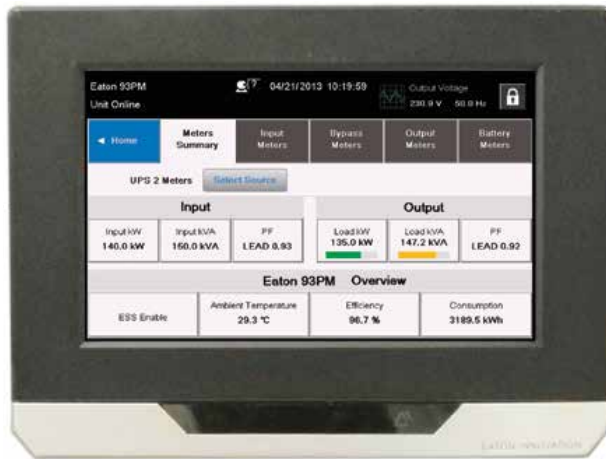 Eaton 93PM
04/21/2013 10:19:59
Output Voltage
Unit Online
230.9 V 50.0 Hz
◄ Home
Meters Summary
Input Meters
Bypass Meters
Output Meters
Battery Meters
UPS 2 Meters
Select Source
Input
Output
Input kW
140.0 kW
Input kVA
150.0 kVA
PF
LEAD 0.93
Load kW
135.0 kW
Load kVA
147.2 kVA
PF
LEAD 0.92
Eaton 93PM Overview
ESS Enable
Ambient Temperature
29.3 °C
Efficiency
96.7 %
Consumption
3189.5 kWh